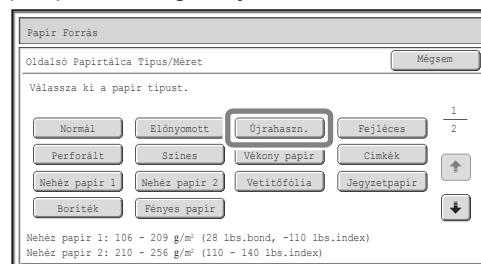 Papír Forrás
Oldalsó Papírtálca Típus/Méret
Mégsem
Válassza ki a papír típust.
Normál Előnyomott Újrahaszn. Fejléces
Perforált Színes Vékony papír Címkék
Nehéz papír 1 Nehéz papír 2 Vetítőfólia Jegyzetpapír
Boríték Fényes papír
1
2
Nehéz papír 1: 106 - 209 g/m² (28 lbs.bond, -110 lbs.index)
Nehéz papír 2: 210 - 256 g/m² (110 - 140 lbs.index)